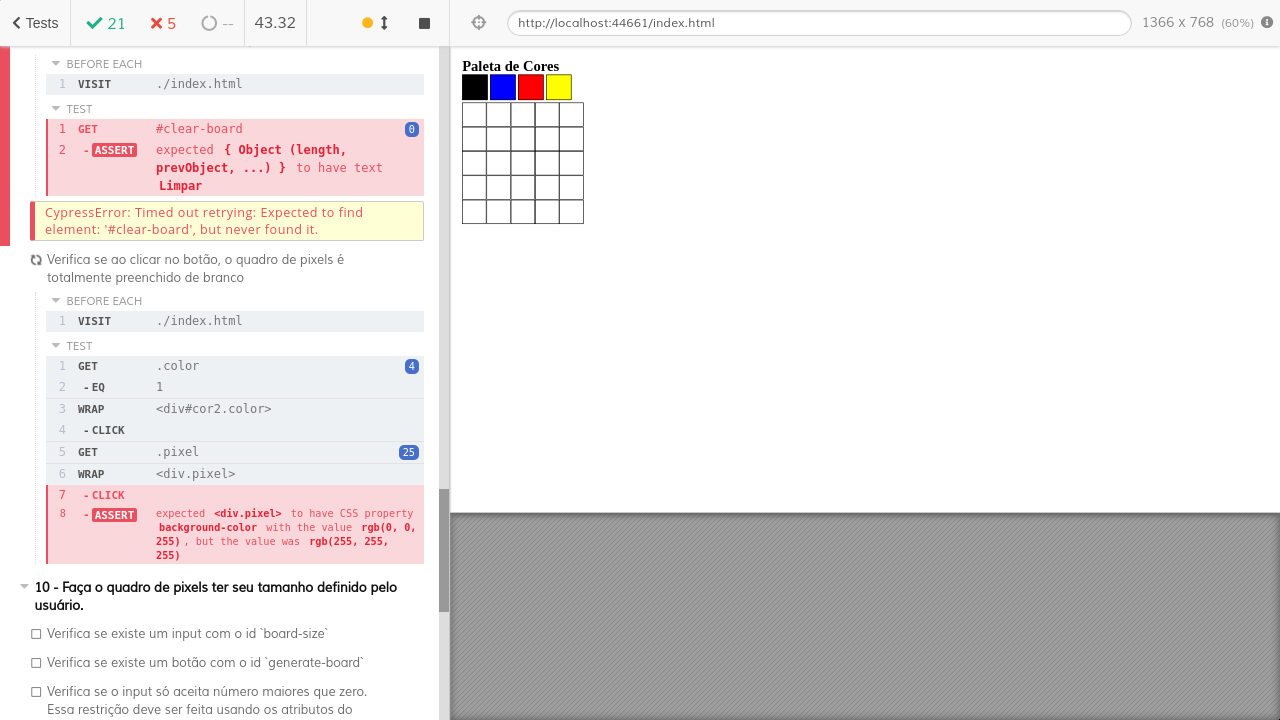 Tests 21 5 -- 43.32 http://localhost:44661/index.html 1366 x 768 (60%)
BEFORE EACH
1 VISIT ./index.html
TEST
1 GET #clear-board 0
2 - ASSERT expected { Object (length,
prevObject, ...) } to have text
Limpar
CypressError: Timed out retrying: Expected to find
element: '#clear-board', but never found it.
Verifica se ao clicar no botão, o quadro de pixels é
totalmente preenchido de branco
BEFORE EACH
1 VISIT ./index.html
TEST
1 GET .color 4
2 - EQ 1
3 WRAP <div#cor2.color>
4 - CLICK
5 GET .pixel 25
6 WRAP <div.pixel>
7 - CLICK
8 - ASSERT expected <div.pixel> to have CSS property
background-color with the value rgb(0, 0,
255) , but the value was rgb(255, 255,
255)
10 - Faça o quadro de pixels ter seu tamanho definido pelo
usuário.
Verifica se existe um input com o id `board-size`
Verifica se existe um botão com o id `generate-board`
Verifica se o input só aceita número maiores que zero.
Essa restrição deve ser feita usando os atributos do
Paleta de Cores